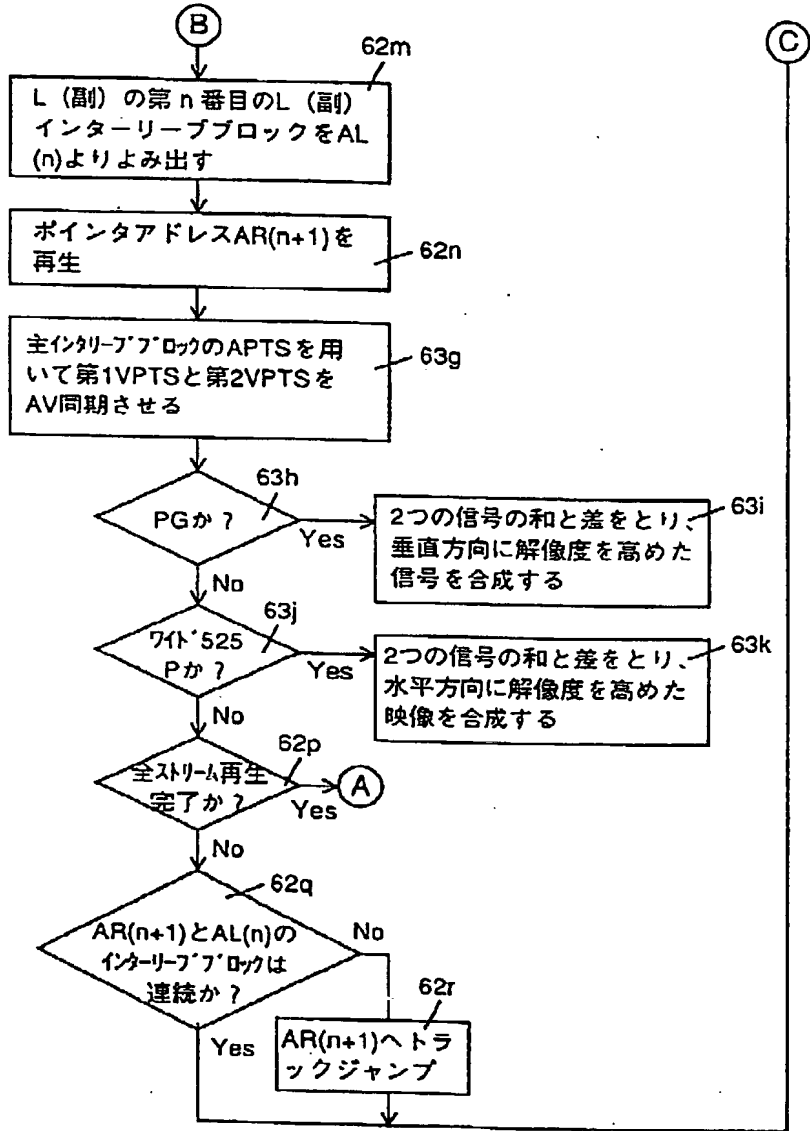 B
C
62m
L（副）の第n番目のL（副）
インターリーブブロックをAL
(n)よりよみ出す
ポインタアドレスAR(n+1)を
再生
62n
主インタリーブブロックのAPTSを用
いて第1VPTSと第2VPTSを
AV同期させる
63g
63h
PGか？
Yes
No
2つの信号の和と差をとり、
垂直方向に解像度を高めた
信号を合成する
63i
63j
ワイド525
Pか？
Yes
No
2つの信号の和と差をとり、
水平方向に解像度を高めた
映像を合成する
63k
62p
全ストリーム再生
完了か？
Yes
A
No
62q
AR(n+1)とAL(n)の
インターリーブブロックは
連続か？
No
Yes
62r
AR(n+1)へトラ
ックジャンプ